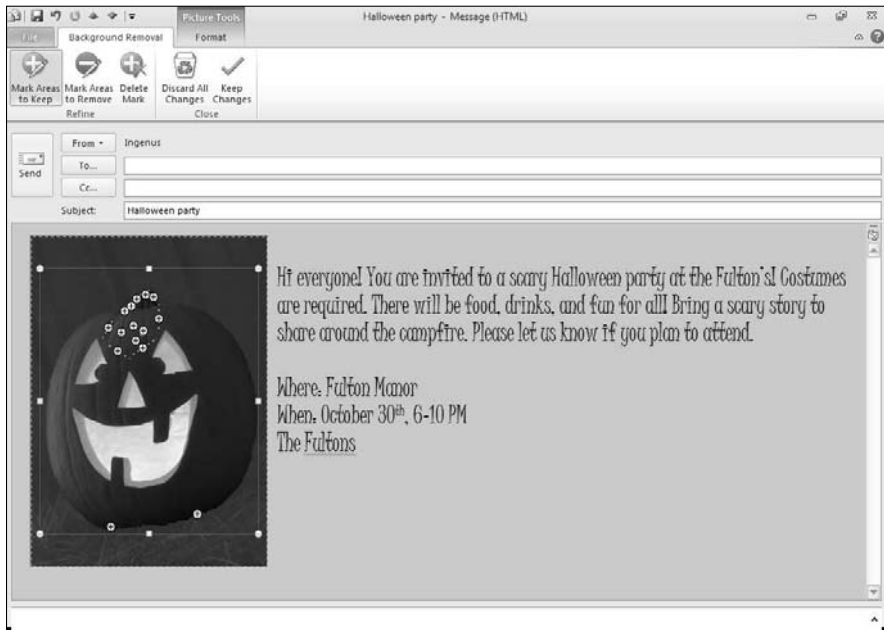 Picture Tools
Halloween party - Message (HTML)
File
Background Removal
Format
Mark Areas to Keep
Mark Areas to Remove
Delete Mark
Discard All Changes
Keep Changes
Refine
Close
Send
From
Ingenus
To...
Cc...
Subject:
Halloween party
Hi everyone! You are invited to a scary Halloween party at the Fulton's! Costumes
are required. There will be food, drinks, and fun for all! Bring a scary story to
share around the campfire. Please let us know if you plan to attend.
Where: Fulton Manor
When: October 30th, 6-10 PM
The Fultons